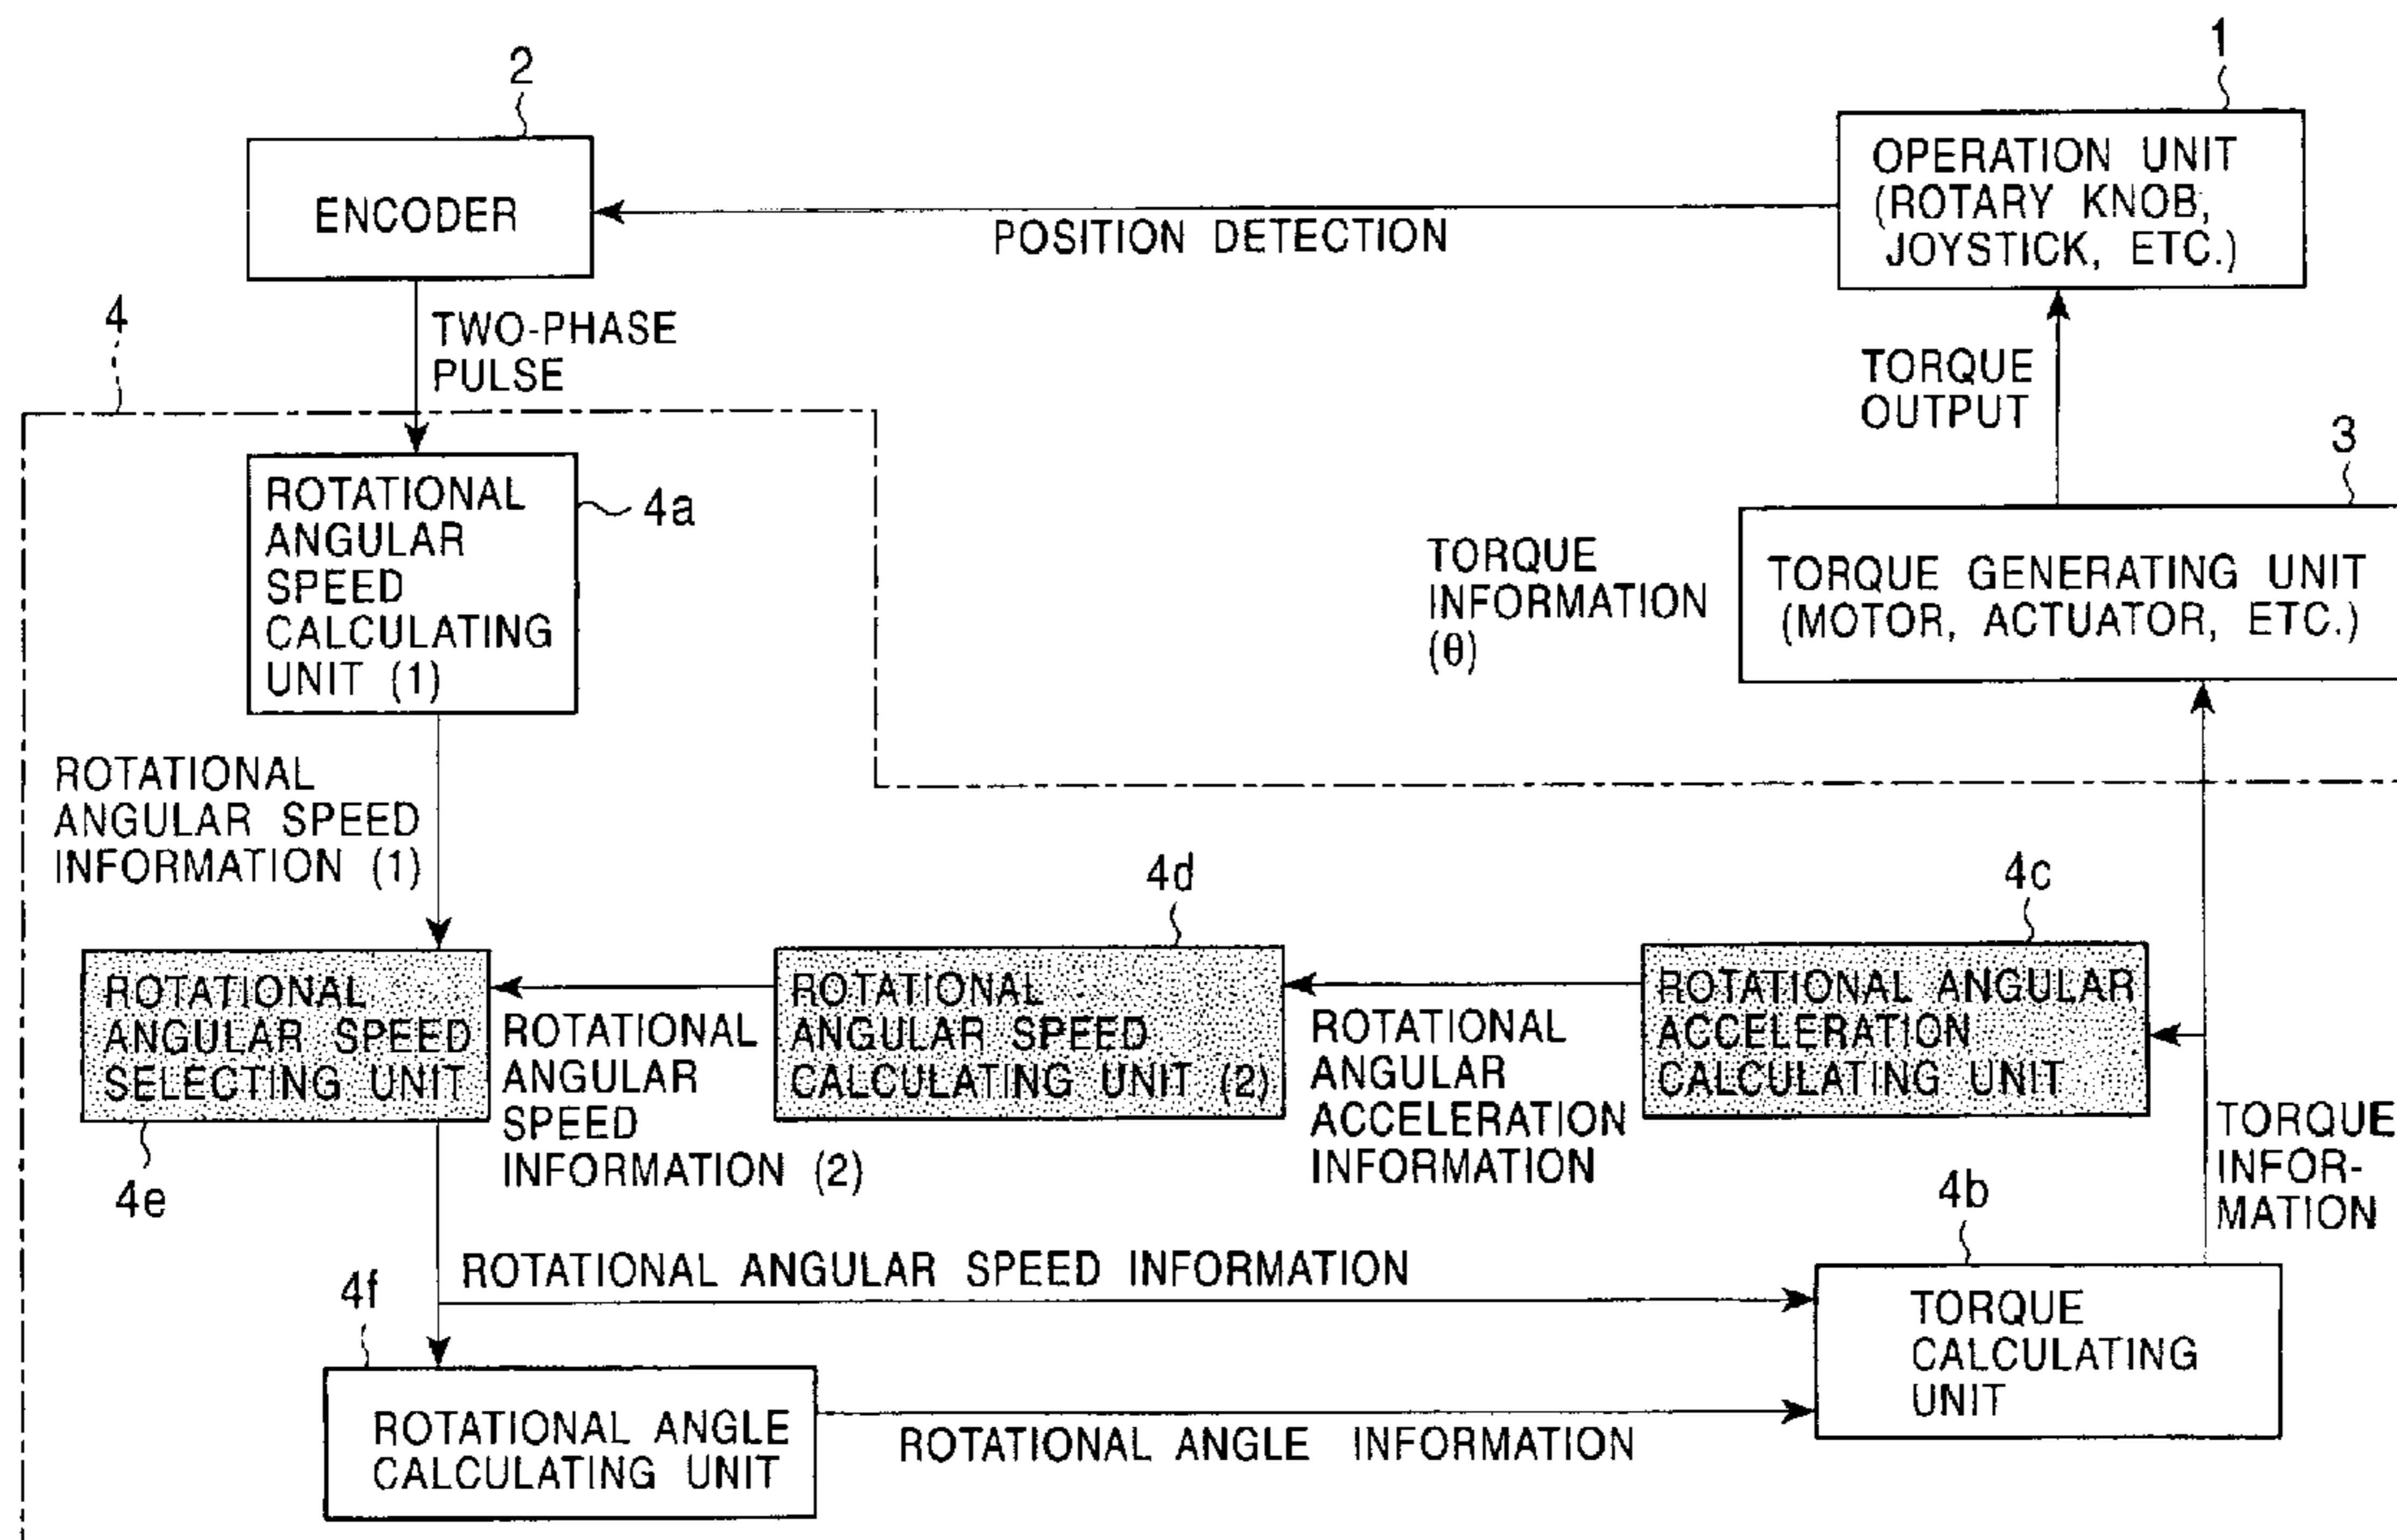 2
1
ENCODER
OPERATION UNIT
(ROTARY KNOB,
JOYSTICK, ETC.)
POSITION DETECTION
4
TWO-PHASE
PULSE
TORQUE
OUTPUT
3
ROTATIONAL
ANGULAR
SPEED
CALCULATING
UNIT (1)
4a
TORQUE
INFORMATION
(θ)
TORQUE GENERATING UNIT
(MOTOR, ACTUATOR, ETC.)
ROTATIONAL
ANGULAR SPEED
INFORMATION (1)
4d
4c
ROTATIONAL
ANGULAR SPEED
SELECTING UNIT
ROTATIONAL
ANGULAR
SPEED
INFORMATION (2)
ROTATIONAL
ANGULAR SPEED
CALCULATING UNIT (2)
ROTATIONAL
ANGULAR
ACCELERATION
INFORMATION
ROTATIONAL ANGULAR
ACCELERATION
CALCULATING UNIT
TORQUE
INFOR-
MATION
4e
4b
ROTATIONAL ANGULAR SPEED INFORMATION
4f
TORQUE
CALCULATING
UNIT
ROTATIONAL ANGLE
CALCULATING UNIT
ROTATIONAL ANGLE INFORMATION